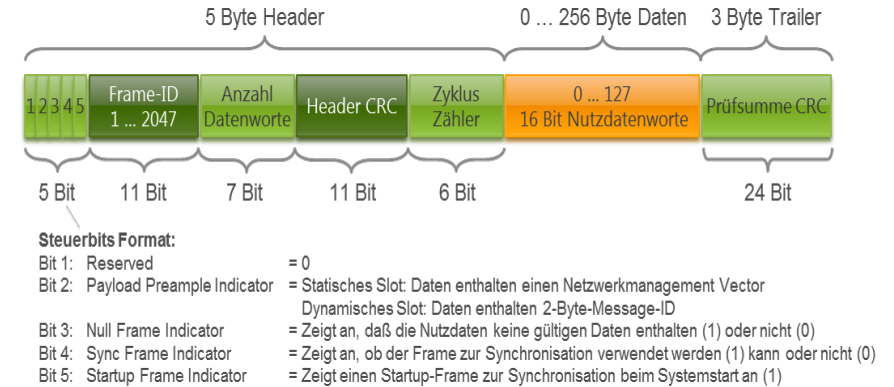 5 Byte Header 0 ... 256 Byte Daten 3 Byte Trailer
1 2 3 4 5
Frame-ID
1 ... 2047
Anzahl
Datenworte
Header CRC
Zyklus
Zähler
0 ... 127
16 Bit Nutzdatenworte
Prüfsumme CRC
5 Bit 11 Bit 7 Bit 11 Bit 6 Bit 24 Bit
Steuerbits Format:
Bit 1: Reserved = 0
Bit 2: Payload Preample Indicator = Statisches Slot: Daten enthalten einen Netzwerkmanagement Vector
Dynamisches Slot: Daten enthalten 2-Byte-Message-ID
Bit 3: Null Frame Indicator = Zeigt an, daß die Nutzdaten keine gültigen Daten enthalten (1) oder nicht (0)
Bit 4: Sync Frame Indicator = Zeigt an, ob der Frame zur Synchronisation verwendet werden (1) kann oder nicht (0)
Bit 5: Startup Frame Indicator = Zeigt einen Startup-Frame zur Synchronisation beim Systemstart an (1)